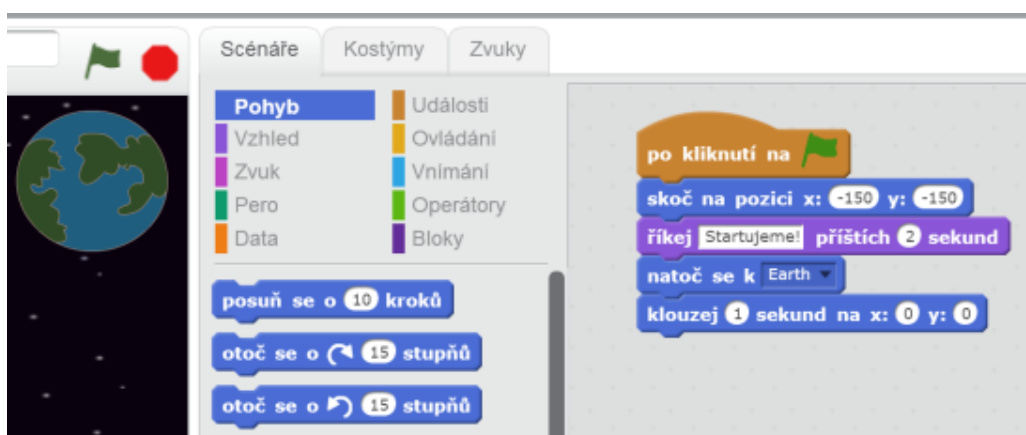 Scénáře Kostýmy Zvuky
Pohyb
Vzhled
Zvuk
Pero
Data
Události
Ovládání
Vnímání
Operátory
Bloky
posuň se o 10 kroků
otoč se o 15 stupňů
otoč se o 15 stupňů
po kliknutí na
skoč na pozici x: -150 y: -150
říkej Startujeme! příštích 2 sekund
natoč se k Earth
klouzej 1 sekund na x: 0 y: 0